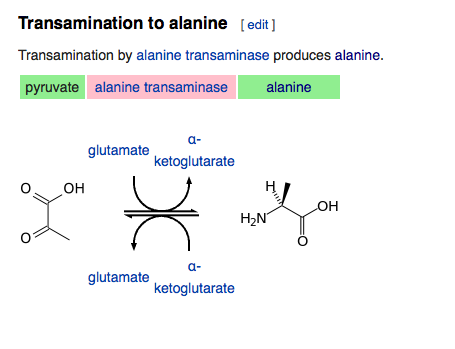 Transamination to alanine [ edit ]
Transamination by alanine transaminase produces alanine.
pyruvate alanine transaminase alanine
glutamate α-
ketoglutarate
O OH
O
H
H₂N OH
O
glutamate α-
ketoglutarate